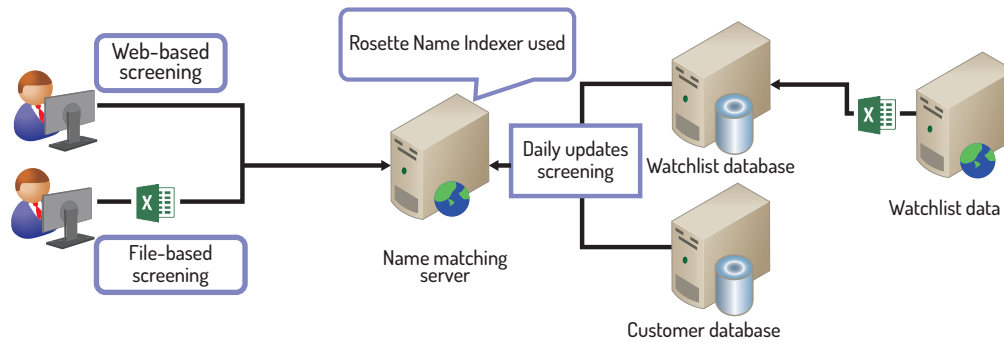 Web-based
screening
Rosette Name Indexer used
X
Daily updates
screening
Watchlist database
Watchlist data
X
File-based
screening
Name matching
server
Customer database